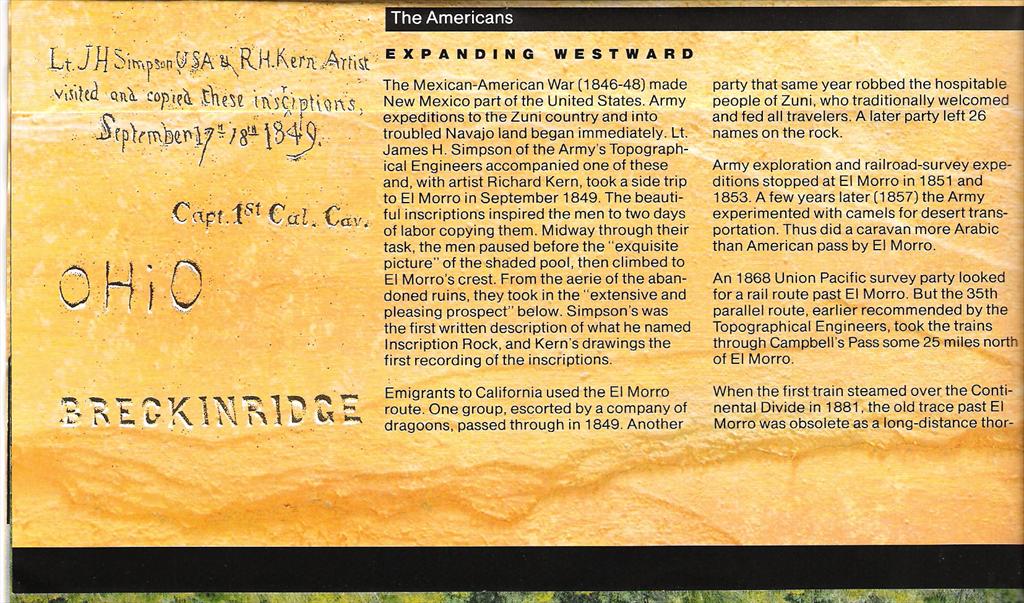 Lt. JH Simpson USA & R.H. Kern Artist
visited and copied these insciptions,
September 17th 18th 1849.
Capt. 1st Cal. Cav.
OHiO
BRECKINRIDGE
The Americans
EXPANDING WESTWARD
The Mexican-American War (1846-48) made
New Mexico part of the United States. Army
expeditions to the Zuni country and into
troubled Navajo land began immediately. Lt.
James H. Simpson of the Army's Topograph-
ical Engineers accompanied one of these
and, with artist Richard Kern, took a side trip
to El Morro in September 1849. The beauti-
ful inscriptions inspired the men to two days
of labor copying them. Midway through their
task, the men paused before the "exquisite
picture" of the shaded pool, then climbed to
El Morro's crest. From the aerie of the aban-
doned ruins, they took in the "extensive and
pleasing prospect" below. Simpson's was
the first written description of what he named
Inscription Rock, and Kern's drawings the
first recording of the inscriptions.
Emigrants to California used the El Morro
route. One group, escorted by a company of
dragoons, passed through in 1849. Another
party that same year robbed the hospitable
people of Zuni, who traditionally welcomed
and fed all travelers. A later party left 26
names on the rock.
Army exploration and railroad-survey expe-
ditions stopped at El Morro in 1851 and
1853. A few years later (1857) the Army
experimented with camels for desert trans-
portation. Thus did a caravan more Arabic
than American pass by El Morro.
An 1868 Union Pacific survey party looked
for a rail route past El Morro. But the 35th
parallel route, earlier recommended by the
Topographical Engineers, took the trains
through Campbell's Pass some 25 miles north
of El Morro.
When the first train steamed over the Conti-
nental Divide in 1881, the old trace past El
Morro was obsolete as a long-distance thor-